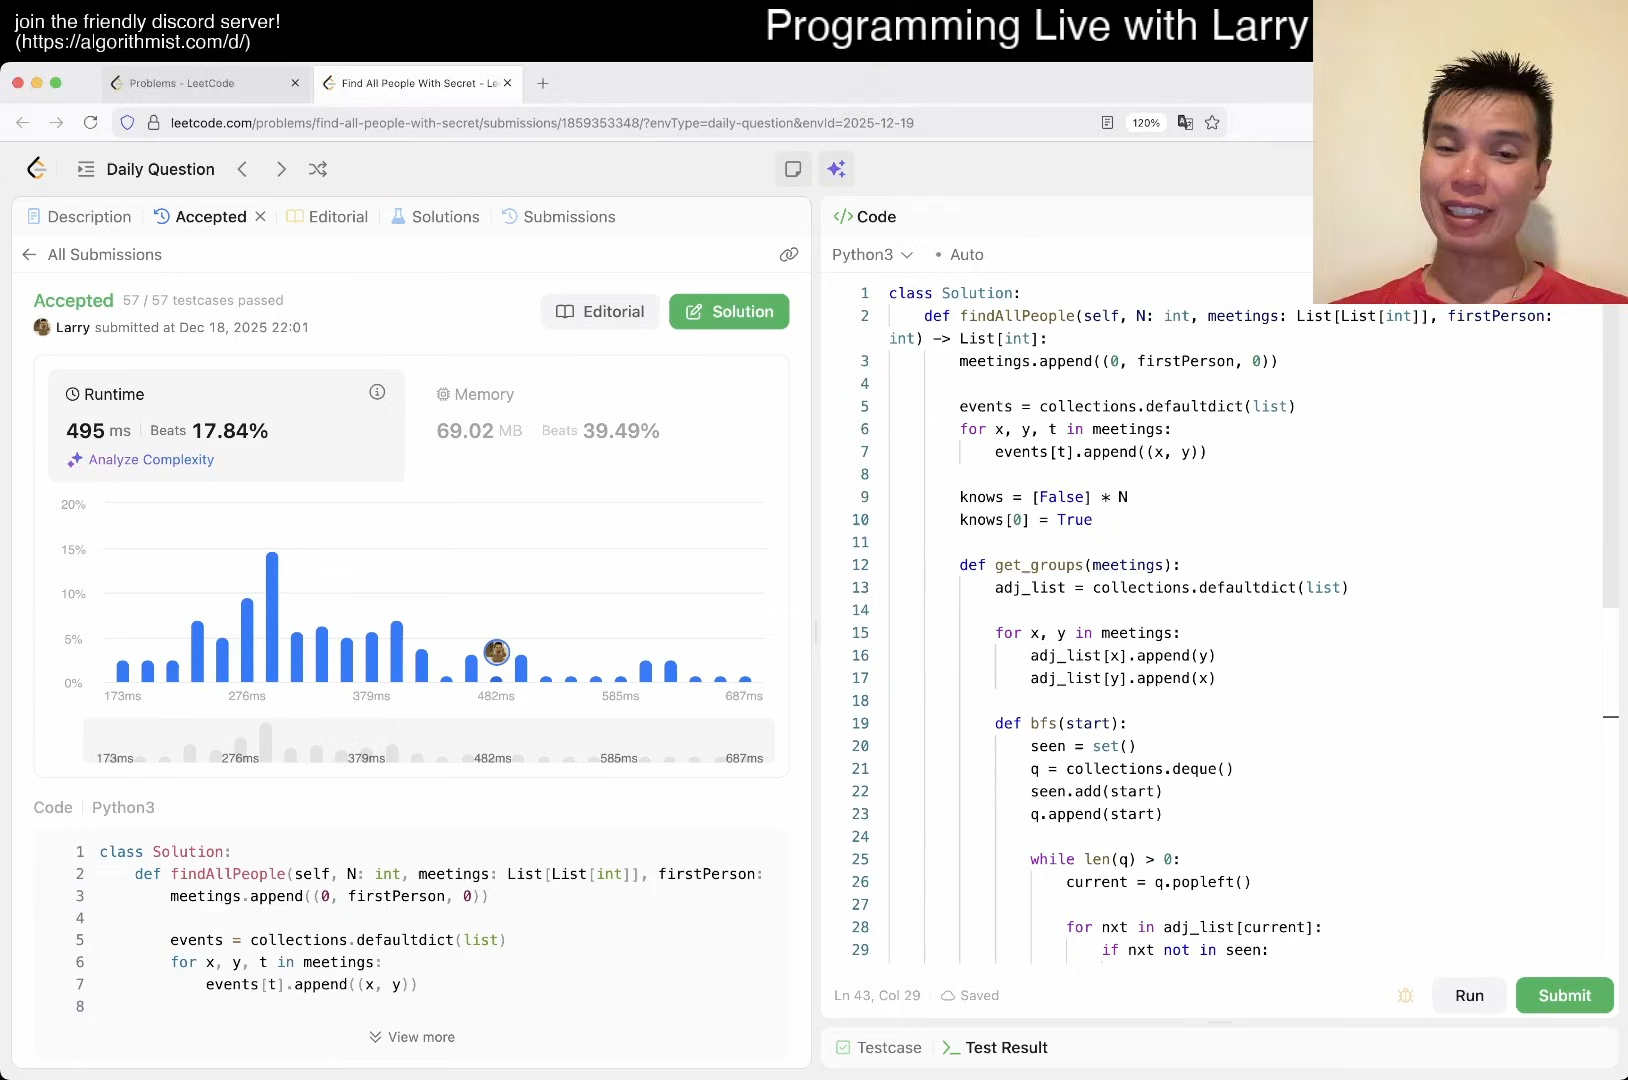 join the friendly discord server!
(https://algorithmist.com/d/)
Programming Live with Larry
Problems - LeetCode
Find All People With Secret - Le
leetcode.com/problems/find-all-people-with-secret/submissions/1859353348/?envType=daily-question&envId=2025-12-19
120%
Daily Question
Description
Accepted
Editorial
Solutions
Submissions
All Submissions
Accepted 57 / 57 testcases passed
Larry submitted at Dec 18, 2025 22:01
Editorial
Solution
Runtime
495 ms | Beats 17.84%
Analyze Complexity
Memory
69.02 MB Beats 39.49%
20%
15%
10%
5%
0%
173ms 276ms 379ms 482ms 585ms 687ms
173ms 276ms 379ms 482ms 585ms 687ms
Code | Python3
1 class Solution:
2     def findAllPeople(self, N: int, meetings: List[List[int]], firstPerson:
3         meetings.append((0, firstPerson, 0))
4
5         events = collections.defaultdict(list)
6         for x, y, t in meetings:
7             events[t].append((x, y))
8
View more
</> Code
Python3 • Auto
1 class Solution:
2     def findAllPeople(self, N: int, meetings: List[List[int]], firstPerson:
int) -> List[int]:
3         meetings.append((0, firstPerson, 0))
4
5         events = collections.defaultdict(list)
6         for x, y, t in meetings:
7             events[t].append((x, y))
8
9         knows = [False] * N
10         knows[0] = True
11
12         def get_groups(meetings):
13             adj_list = collections.defaultdict(list)
14
15             for x, y in meetings:
16                 adj_list[x].append(y)
17                 adj_list[y].append(x)
18
19             def bfs(start):
20                 seen = set()
21                 q = collections.deque()
22                 seen.add(start)
23                 q.append(start)
24
25                 while len(q) > 0:
26                     current = q.popleft()
27
28                     for nxt in adj_list[current]:
29                         if nxt not in seen:
Ln 43, Col 29
Saved
Run
Submit
Testcase
Test Result